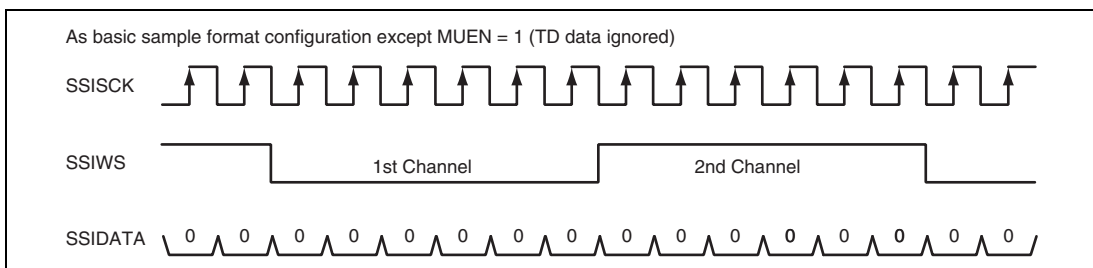 As basic sample format configuration except MUEN = 1 (TD data ignored)
SSISCK
SSIWS 1st Channel 2nd Channel
SSIDATA 0 0 0 0 0 0 0 0 0 0 0 0 0 0 0 0